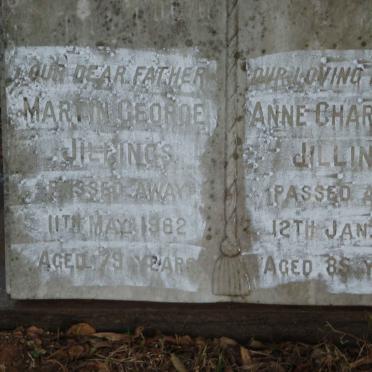 OUR DEAR FATHER
MARTIN GEORGE
JILLINGS
PASSED AWAY
11TH MAY 1962
AGED 79 YEARS
OUR LOVING
ANNE CHAR
JILLIN
PASSED A
12TH JAN
AGED 85 Y